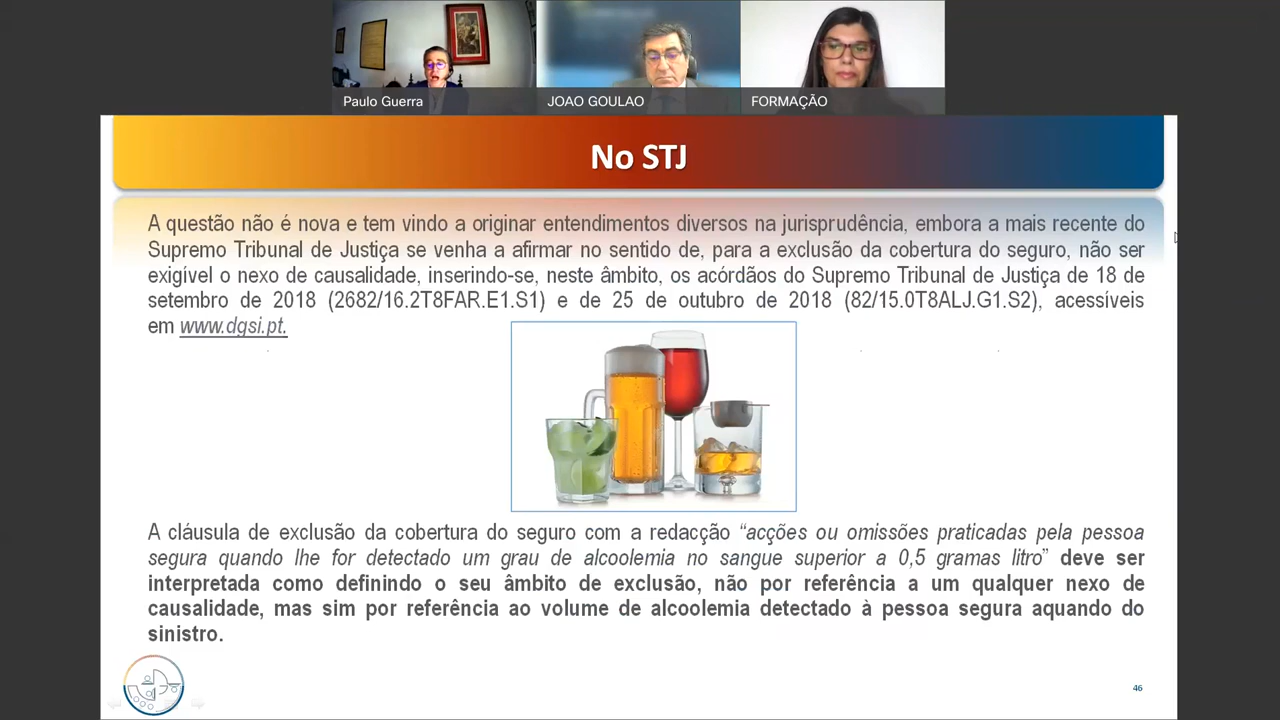 Paulo Guerra
JOAO GOULAO
FORMAÇÃO
No STJ
A questão não é nova e tem vindo a originar entendimentos diversos na jurisprudência, embora a mais recente do
Supremo Tribunal de Justiça se venha a afirmar no sentido de, para a exclusão da cobertura do seguro, não ser
exigível o nexo de causalidade, inserindo-se, neste âmbito, os acórdãos do Supremo Tribunal de Justiça de 18 de
setembro de 2018 (2682/16.2T8FAR.E1.S1) e de 25 de outubro de 2018 (82/15.0T8ALJ.G1.S2), acessíveis
em www.dgsi.pt.
A cláusula de exclusão da cobertura do seguro com a redacção “acções ou omissões praticadas pela pessoa
segura quando lhe for detectado um grau de alcoolemia no sangue superior a 0,5 gramas litro” deve ser
interpretada como definindo o seu âmbito de exclusão, não por referência a um qualquer nexo de
causalidade, mas sim por referência ao volume de alcoolemia detectado à pessoa segura aquando do
sinistro.
46